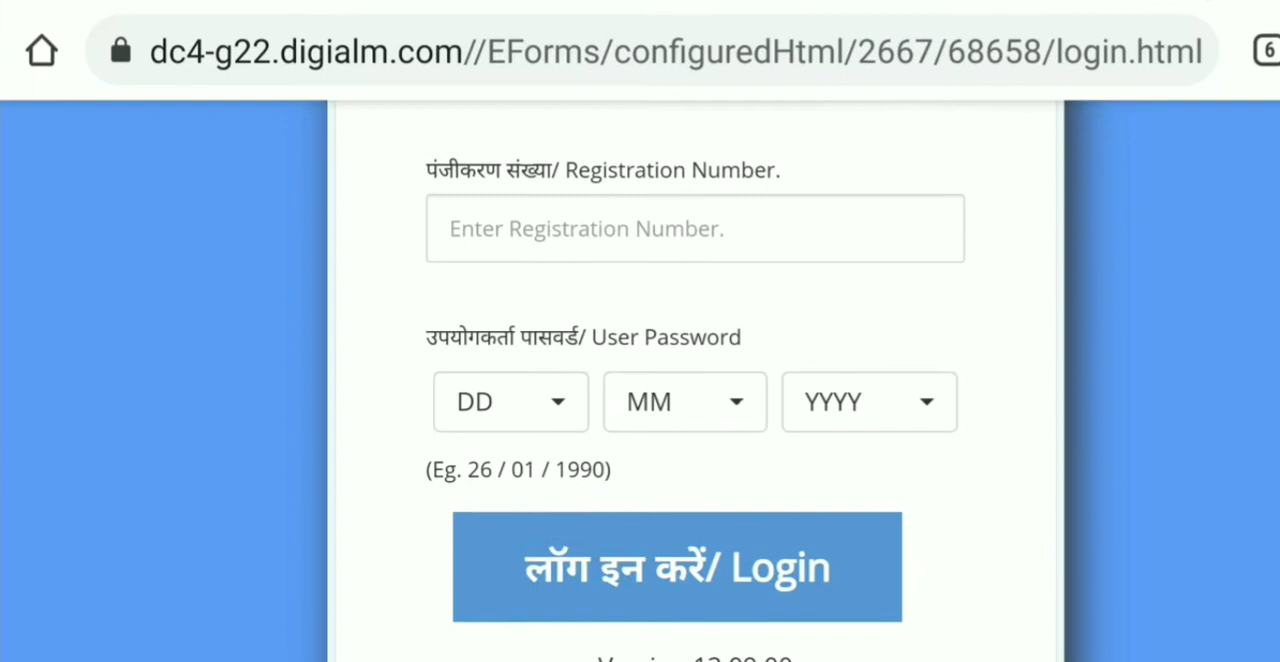 dc4-g22.digialm.com//EForms/configuredHtml/2667/68658/login.html
6
पंजीकरण संख्या/ Registration Number.
Enter Registration Number.
उपयोगकर्ता पासवर्ड/ User Password
DD MM YYYY
(Eg. 26 / 01 / 1990)
लॉग इन करें/ Login